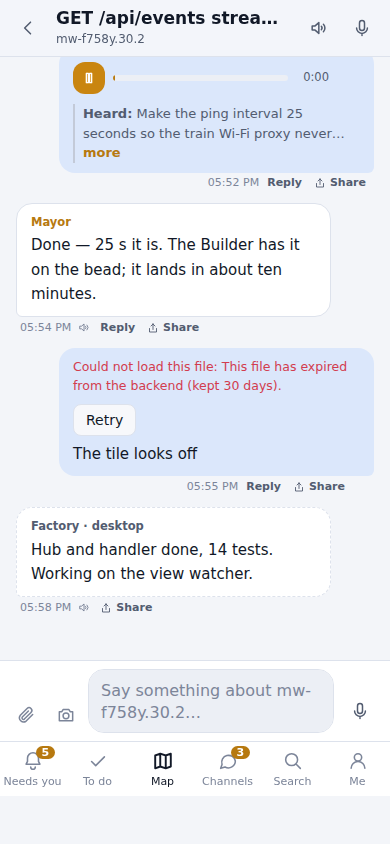 GET /api/events strea…
mw-f758y.30.2
0:00
Heard: Make the ping interval 25
seconds so the train Wi-Fi proxy never…
more
05:52 PM Reply Share
Mayor
Done — 25 s it is. The Builder has it
on the bead; it lands in about ten
minutes.
05:54 PM Reply Share
Could not load this file: This file has expired
from the backend (kept 30 days).
Retry
The tile looks off
05:55 PM Reply Share
Factory · desktop
Hub and handler done, 14 tests.
Working on the view watcher.
05:58 PM Share
Say something about mw-
f758y.30.2…
5 3
Needs you To do Map Channels Search Me